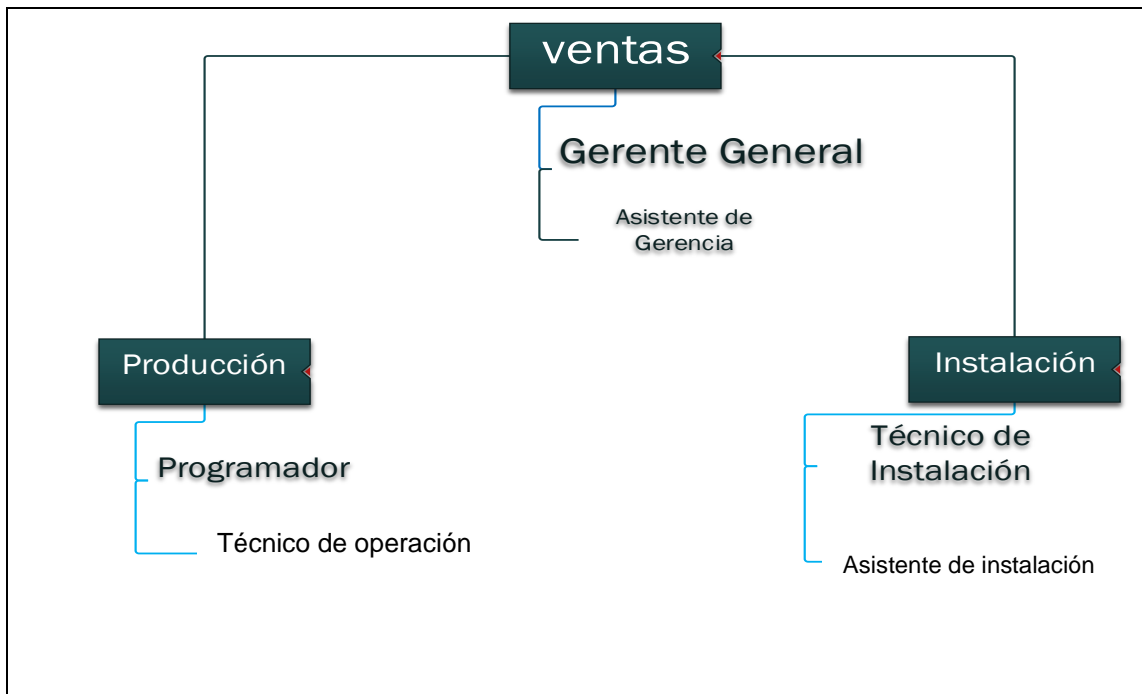 ventas
Gerente General
Asistente de
Gerencia
Producción
Programador
Técnico de operación
Instalación
Técnico de
Instalación
Asistente de instalación